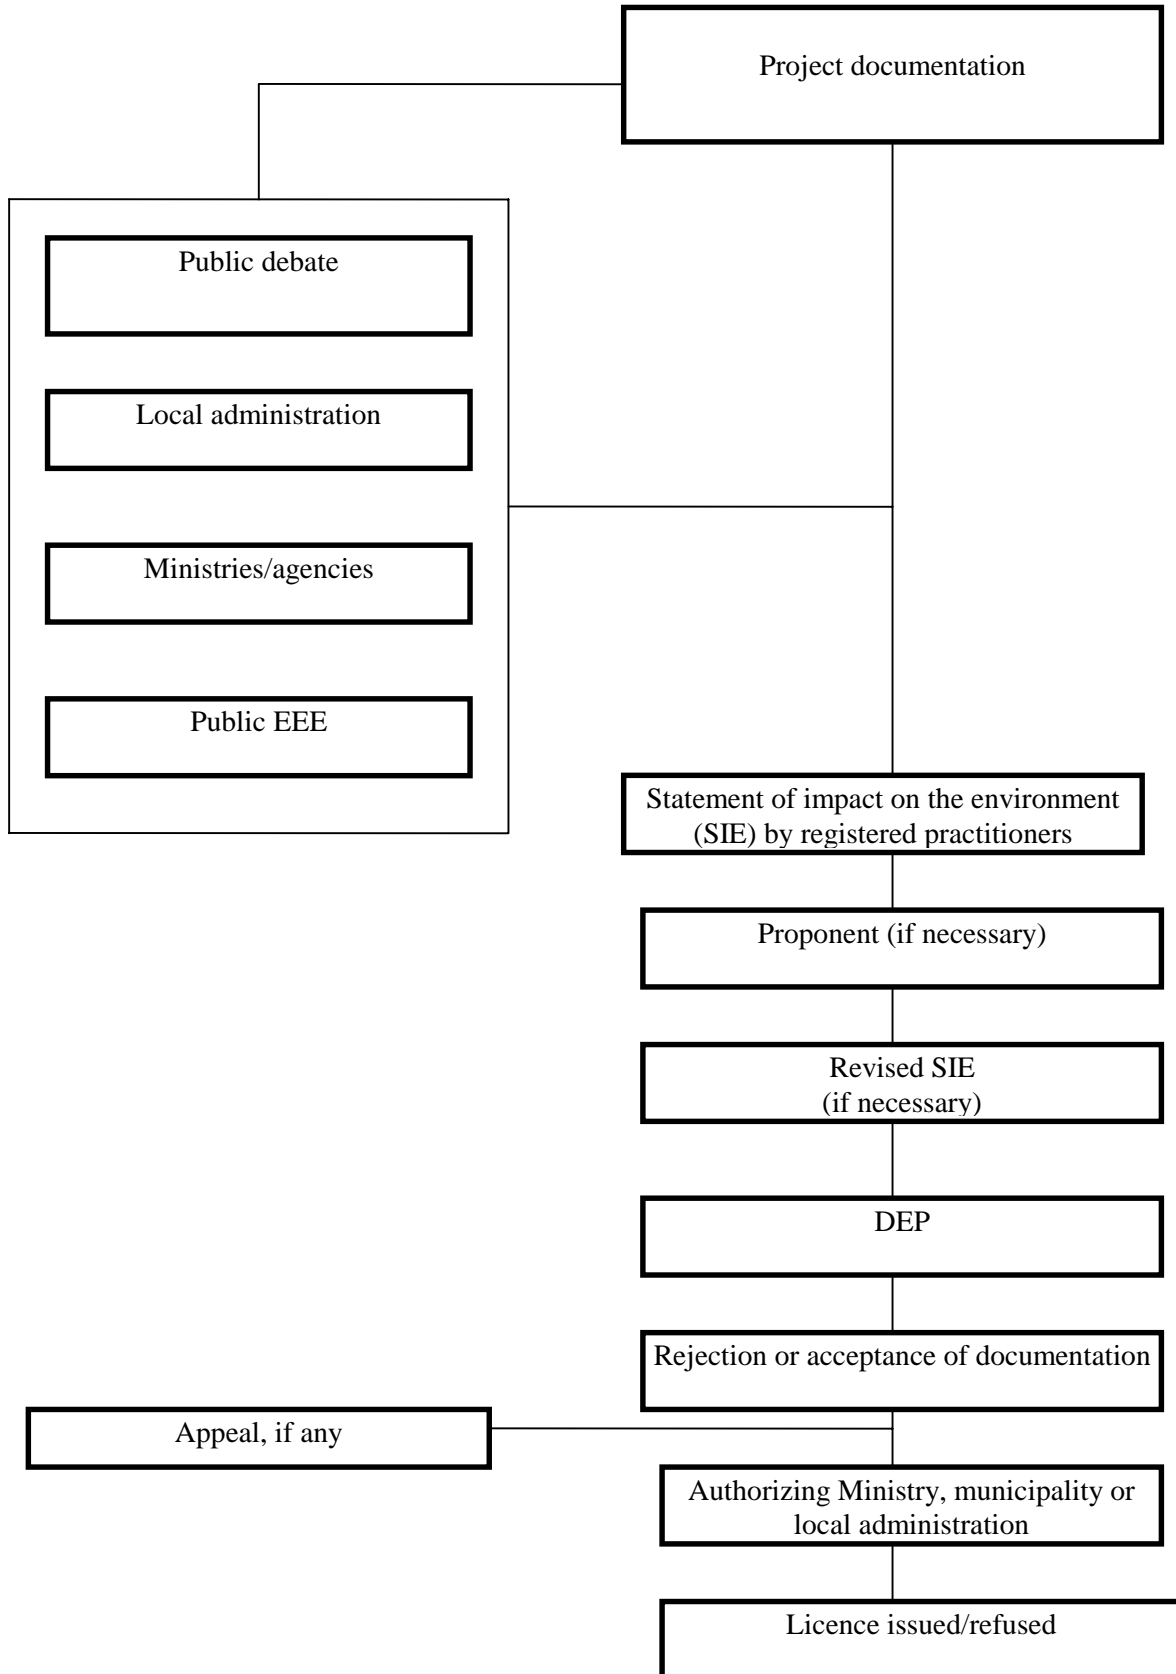 Project documentation
Public debate
Local administration
Ministries/agencies
Public EEE
Statement of impact on the environment
(SIE) by registered practitioners
Proponent (if necessary)
Revised SIE
(if necessary)
DEP
Rejection or acceptance of documentation
Appeal, if any
Authorizing Ministry, municipality or
local administration
Licence issued/refused